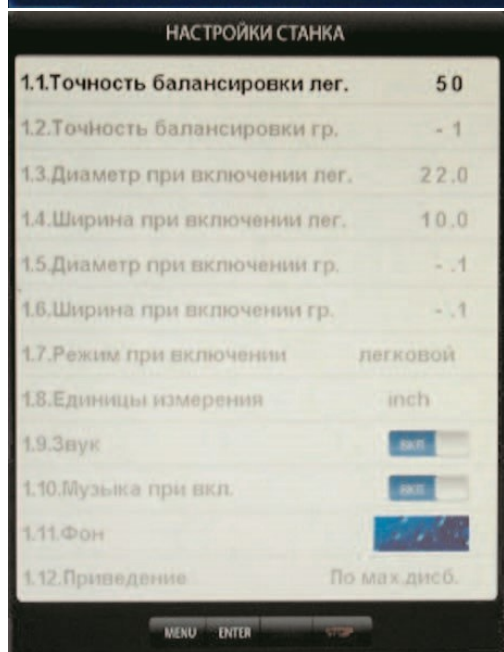 НАСТРОЙКИ СТАНКА
1.1.Точность балансировки лег. 50
1.2.Точность балансировки гр. - 1
1.3.Диаметр при включении лег. 22.0
1.4.Ширина при включении лег. 10.0
1.5.Диаметр при включении гр. - .1
1.6.Ширина при включении гр. - .1
1.7.Режим при включении легковой
1.8.Единицы измерения inch
1.9.Звук вкл
1.10.Музыка при вкл. вкл
1.11.Фон
1.12.Приведение По мах.дисб.
MENU ENTER STOP